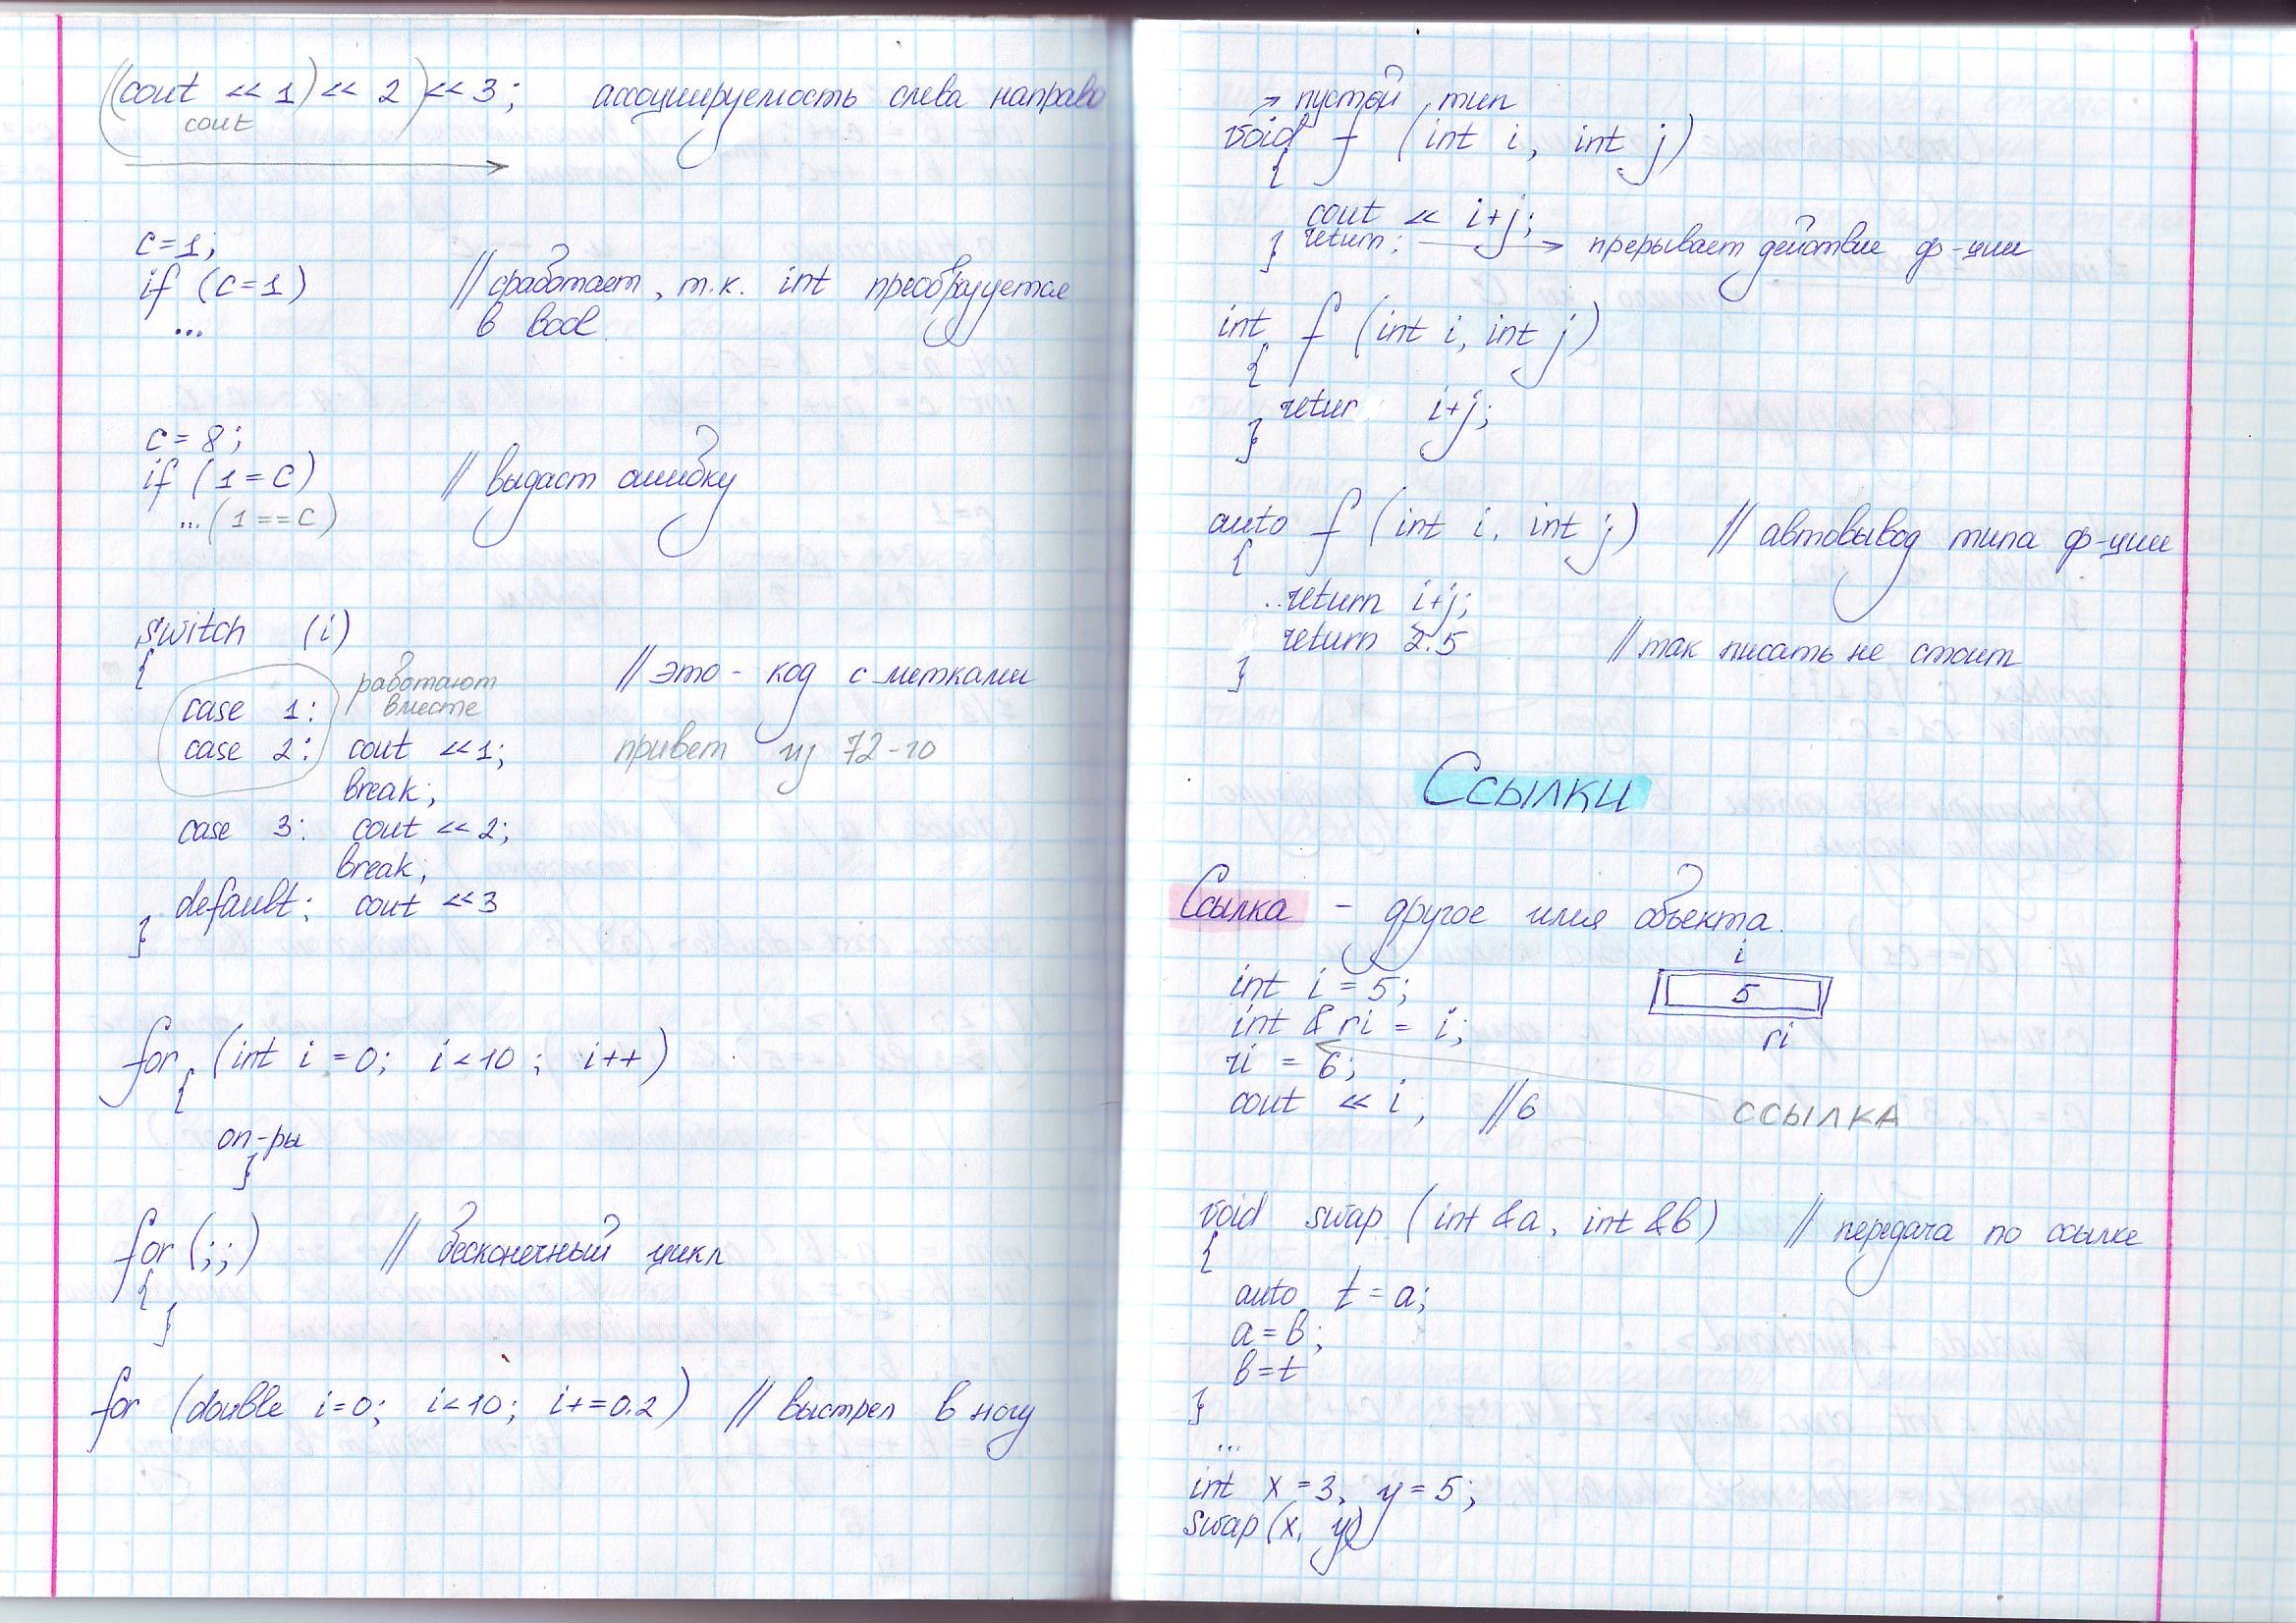 ((cout << 1) << 2) << 3; ассоциируемость слева направо
cout
c=1;
if (c=1) // сработает, т.к. int преобразуется
... в bool.
c=8;
if (1=c) // выдаст ошибку
...(1==c)
switch (i)
{ // это - код с метками
работают
вместе
case 1:
case 2: cout <<1; привет из 72-10
break;
case 3: cout <<2;
break;
default: cout <<3
}
for (int i=0; i<10; i++)
{
оп-ры
}
for (;;) // бесконечный цикл
{
}
for (double i=0; i<10; i+=0.2) // выстрел в ногу
→ пустой тип
void f (int i, int j)
{
cout << i+j;
} return; → прерывает действие ф-ции
int f (int i, int j)
{
retur i+j;
}
auto f (int i, int j) // автовывод типа ф-ции
{
..return i+j;
return 2.5 // так писать не стоит
}
Ссылки
Ссылка - другое имя объекта.
int i=5;
int & ri = i;
ri = 6;
cout << i, //6
i
5
ri
ССЫЛКА
void swap (int &a, int &b) // передача по ссылке
{
auto t=a;
a=b;
b=t
}
...
int x=3, y=5;
swap(x, y)